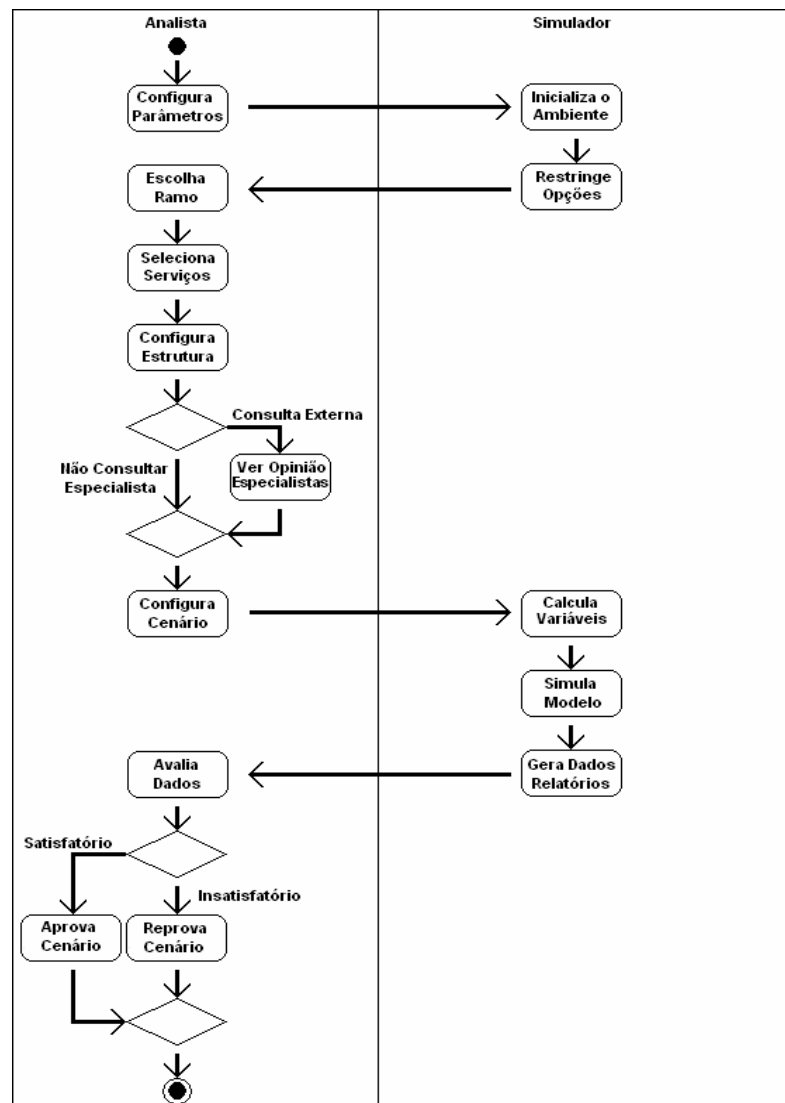 Analista
Simulador
Configura
Parâmetros
Inicializa o
Ambiente
Escolha
Ramo
Restringe
Opções
Seleciona
Serviços
Configura
Estrutura
Consulta Externa
Não Consultar
Especialista
Ver Opinião
Especialistas
Configura
Cenário
Calcula
Variáveis
Simula
Modelo
Avalia
Dados
Gera Dados
Relatórios
Satisfatório
Insatisfatório
Aprova
Cenário
Reprova
Cenário